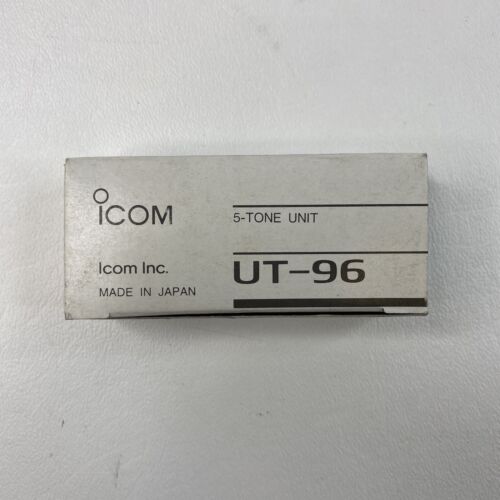 ICOM
Icom Inc.
MADE IN JAPAN
5-TONE UNIT
UT-96